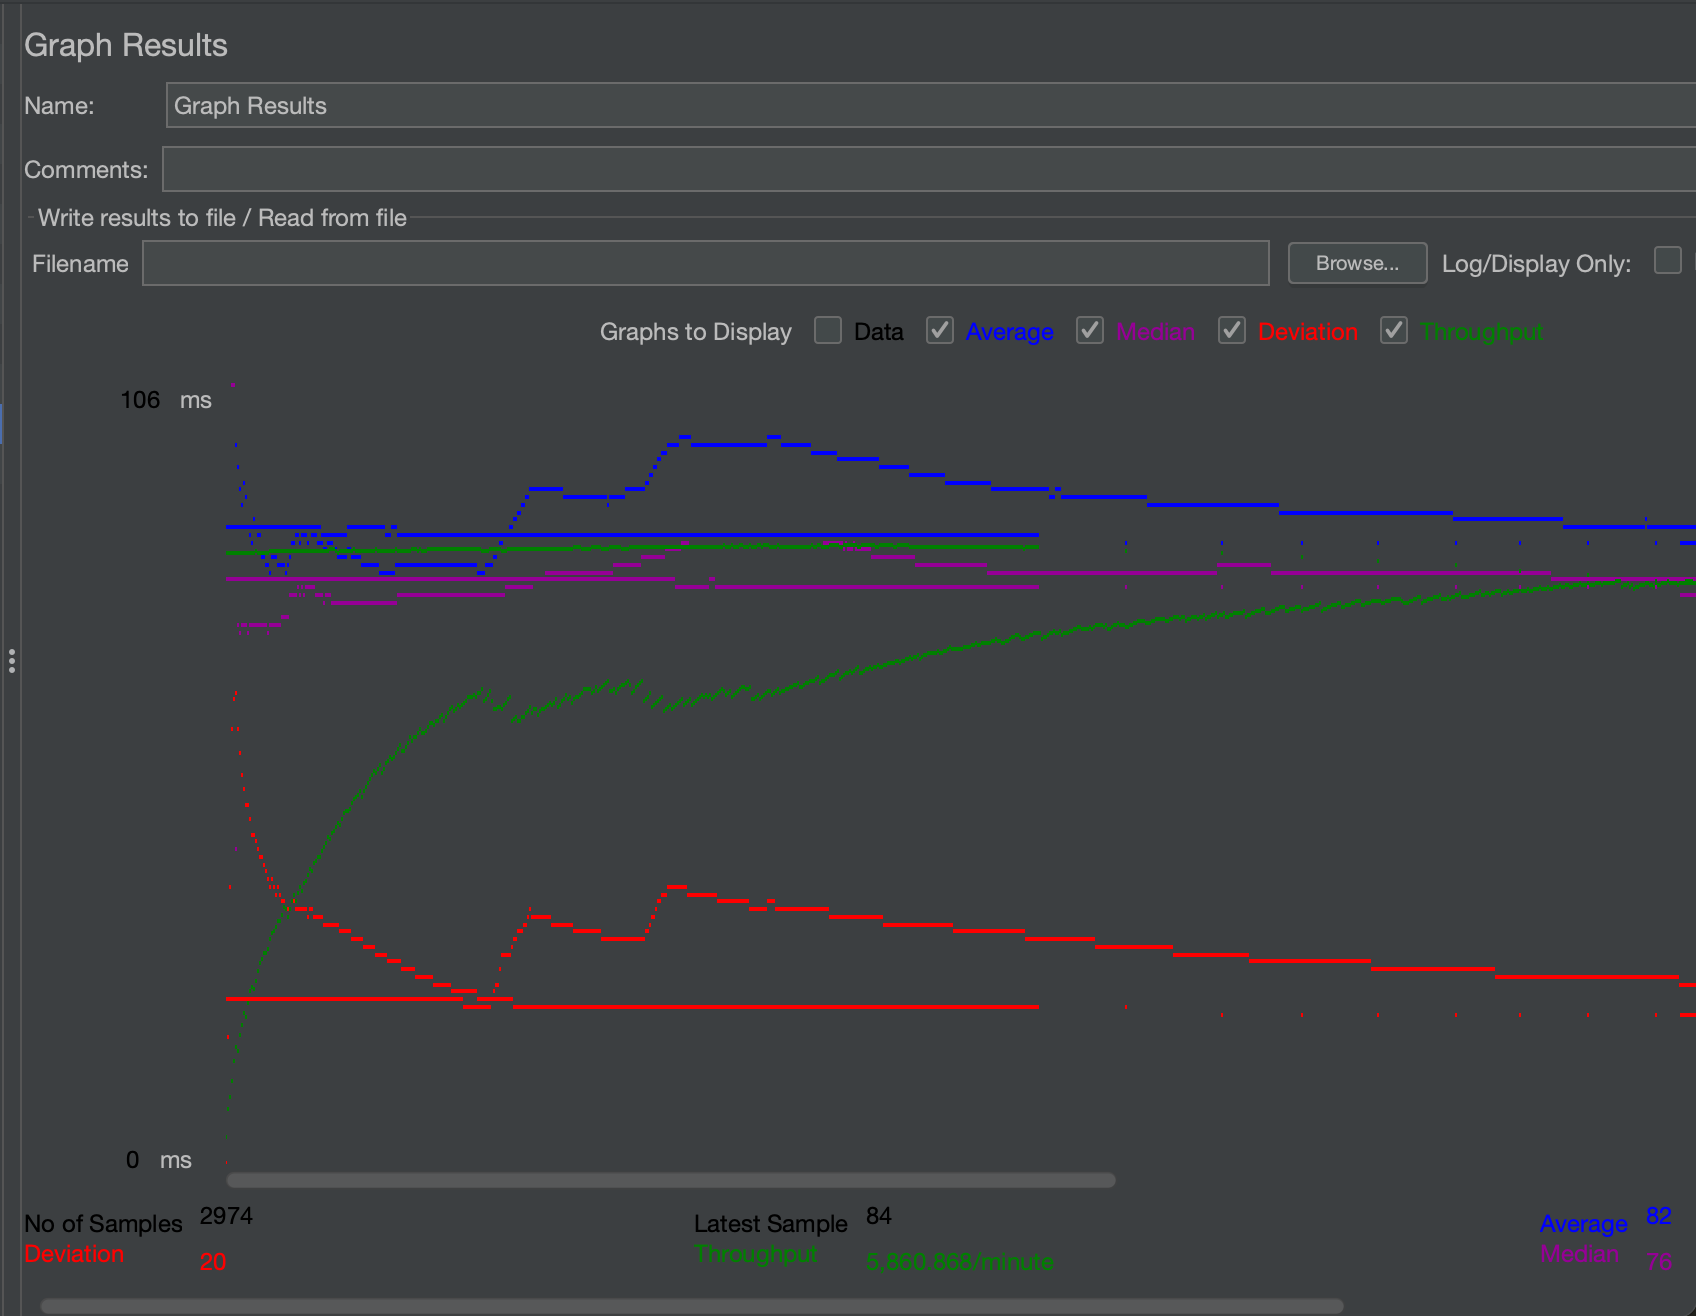 Graph Results
Name: Graph Results
Comments:
Write results to file / Read from file
Filename Browse... Log/Display Only:
Graphs to Display Data Average Median Deviation Throughput
106 ms
0 ms
No of Samples 2974 Latest Sample 84 Average 82
Deviation 20 Throughput 5,860.868/minute Median 76